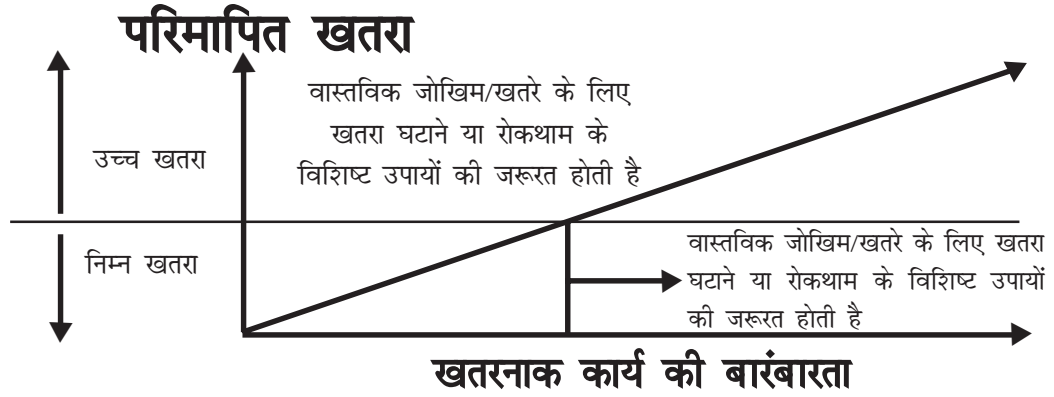 परिमापित खतरा
वास्तविक जोखिम/खतरे के लिए
खतरा घटाने या रोकथाम के
विशिष्ट उपायों की जरूरत होती है
उच्च खतरा
निम्न खतरा
वास्तविक जोखिम/खतरे के लिए खतरा
घटाने या रोकथाम के विशिष्ट उपायों
की जरूरत होती है
खतरनाक कार्य की बारंबारता